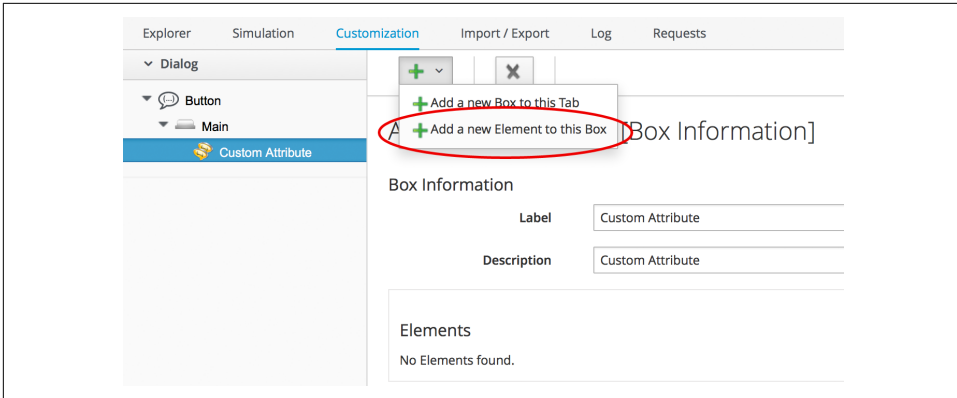 Explorer Simulation Customization Import / Export Log Requests
Dialog
Button
Main
Custom Attribute
Add a new Box to this Tab
Add a new Element to this Box
A [Box Information]
Box Information
Label Custom Attribute
Description Custom Attribute
Elements
No Elements found.